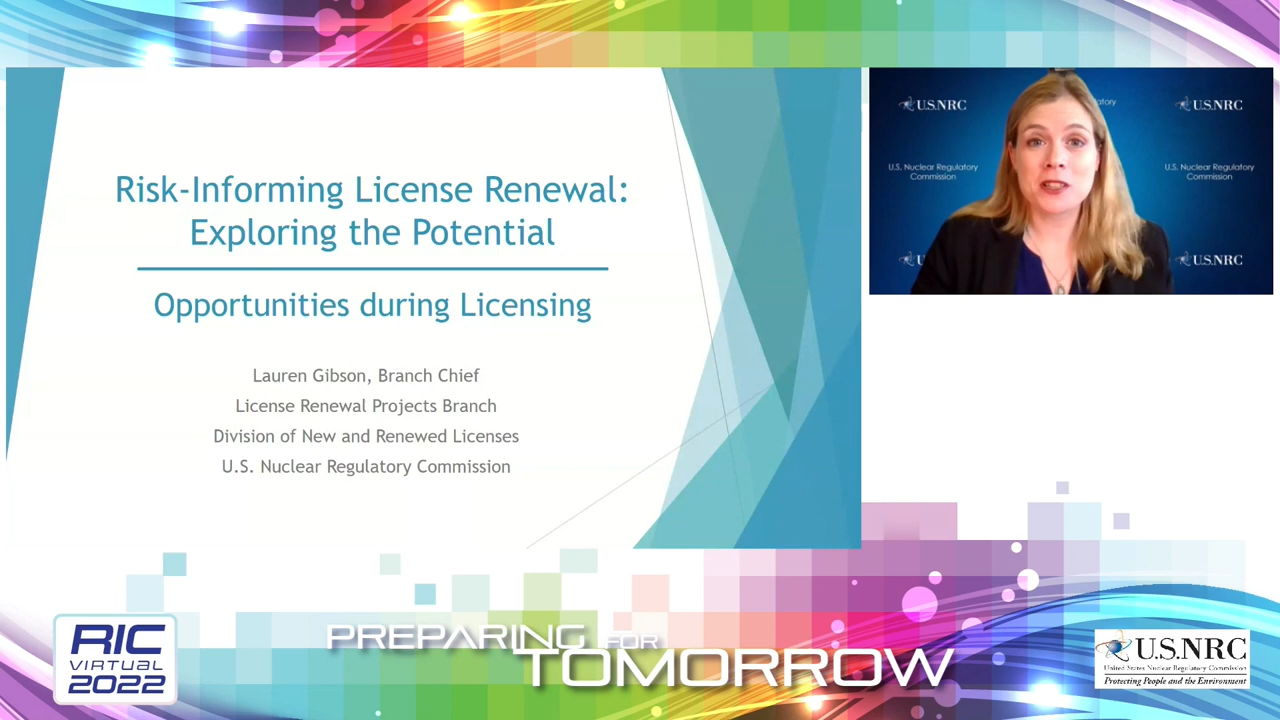 Risk-Informing License Renewal:
Exploring the Potential
Opportunities during Licensing
Lauren Gibson, Branch Chief
License Renewal Projects Branch
Division of New and Renewed Licenses
U.S. Nuclear Regulatory Commission
U.S.NRC
atory
U.S.NRC
U.S. Nuclear Regulatory
Commission
U.S. Nuclear Regulatory
Commission
U.S.NRC
RIC
VIRTUAL
2022
PREPARING FOR
TOMORROW
U.S.NRC
United States Nuclear Regulatory Commission
Protecting People and the Environment